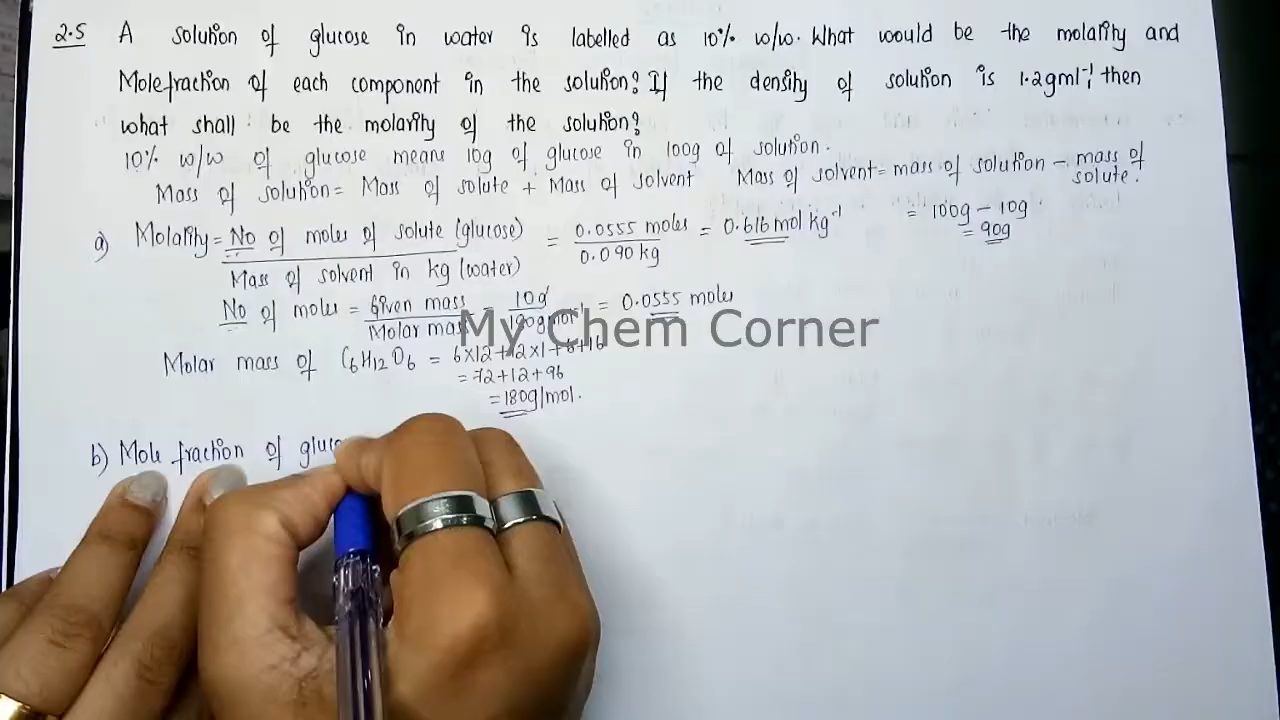 2.5 A solution of glucose in water is labelled as 10% w/w. What would be the molality and
Mole fraction of each component in the solution? If the density of solution is 1.2 g ml⁻¹, then
what shall be the molarity of the solution?
10% w/w of glucose means 10g of glucose in 100g of solution.
Mass of solution = Mass of solute + Mass of solvent Mass of solvent = mass of solution − mass of solute.
= 100g − 10g
= 90g
a) Molality = No of moles of solute (glucose) = 0.0555 moles = 0.616 mol kg⁻¹
Mass of solvent in kg (water) 0.090 kg
No of moles = Given mass = 10g = 0.0555 moles
Molar mass 180g mol⁻¹
My Chem Corner
Molar mass of C₆H₁₂O₆ = 6×12 + 12×1 + 6+16
= 72+12+96
= 180g/mol.
b) Mole fraction of